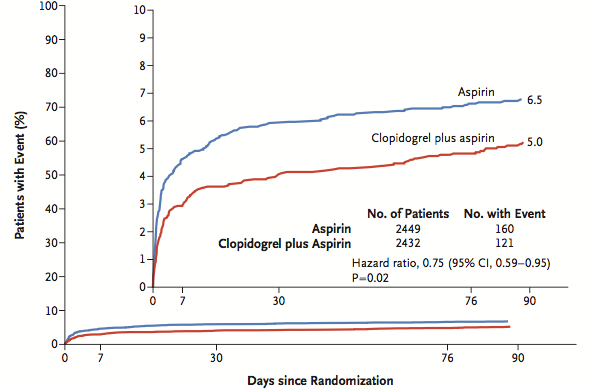 Patients with Event (%)
100
90
80
70
60
50
40
30
20
10
0
0 7 30 76 90
Days since Randomization
10
9
8
7
6
5
4
3
2
1
0
0 7 30 76 90
Aspirin
6.5
Clopidogrel plus aspirin
5.0
No. of Patients No. with Event
Aspirin 2449 160
Clopidogrel plus Aspirin 2432 121
Hazard ratio, 0.75 (95% CI, 0.59–0.95)
P=0.02